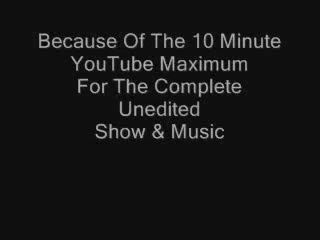 Because Of The 10 Minute
YouTube Maximum
For The Complete
Unedited
Show & Music